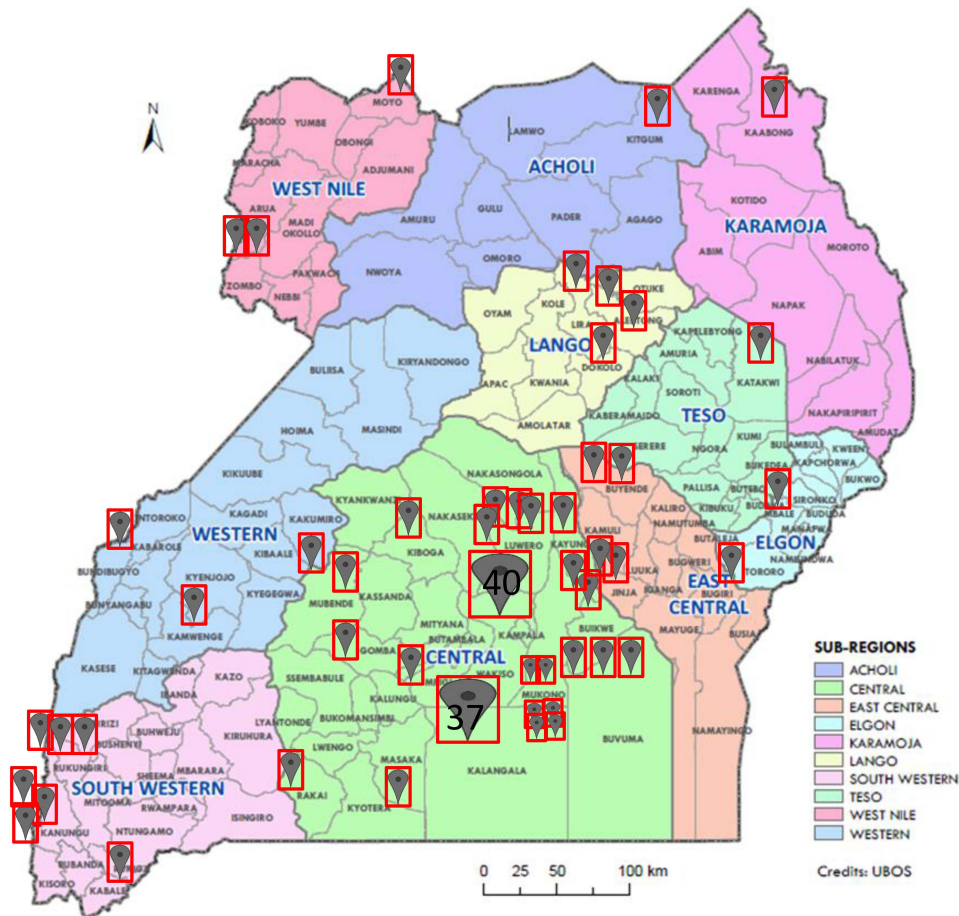 N
KARENGA
KAABONG
MOYO
KOBOKO
YUMBE
LAMWO
KITGUM
OBONGI
MARACHA
ADJUMANI
WEST NILE
ACHOLI
KOTIDO
ARUA
MADI
OKOLLO
AMURU
GULU
PADER
AGAGO
KARAMOJA
ABIM
MOROTO
PAKWACH
NWOYA
OMORO
ZOMBO
NEBBI
OTUKE
KOLE
OYAM
NAPAK
LIRA
LANGO
KAPELEBYONG
BULIISA
KIRYANDONGO
DOKOLO
AMURIA
NABILATUK
APAC
KWANIA
KALAKI
SOROTI
KATAKWI
KABERAMAIDO
TESO
NAKAPIRIPIRIT
HOIMA
MASINDI
AMOLATAR
AMUDAT
KUMI
BULAMBULI
KWEEN
SERERE
NGORA
BUKEDEA
KAPCHORWA
KIKUUBE
NAKASONGOLA
BUKWO
BUYENDE
PALLISA
SIRONKO
KAGADI
KYANKWANZI
KALIRO
KIBUKU
MBALE
BUDUDA
NTOROKO
WESTERN
KAKUMIRO
KAMULI
NAMUTUMBA
BUTALEJA
KABAROLE
KIBAALE
KIBOGA
LUWERO
ELGON
BUNDIBUGYO
KYENJOJO
LUUKA
BUGWERI
TORORO
BUNYANGABU
KYEGEGWA
MUBENDE
KASSANDA
40
JINJA
IGANGA
EAST
CENTRAL
BUGIRI
KAMWENGE
MITYANA
BUTAMBALA
KAMPALA
BUIKWE
MAYUGE
BUSIA
GOMBA
CENTRAL
WAKISO
KASESE
KITAGWENDA
SSEMBABULE
IBANDA
KAZO
KALUNGU
MUKONO
LYANTONDE
BUKOMANSIMBI
37
BUHWEJU
KIRUHURA
BUSHENYI
LWENGO
BUVUMA
NAMAYINGO
RUKUNGIRI
SHEEMA
MBARARA
MASAKA
KALANGALA
SOUTH WESTERN
RAKAI
MITOOMA
RWAMPARA
KYOTERA
ISINGIRO
KANUNGU
NTUNGAMO
RUBANDA
KISORO
KABALE
0
50
100 km
SUB-REGIONS
ACHOLI
CENTRAL
EAST CENTRAL
ELGON
KARAMOJA
LANGO
SOUTH WESTERN
TESO
WEST NILE
WESTERN
Credits: UBOS